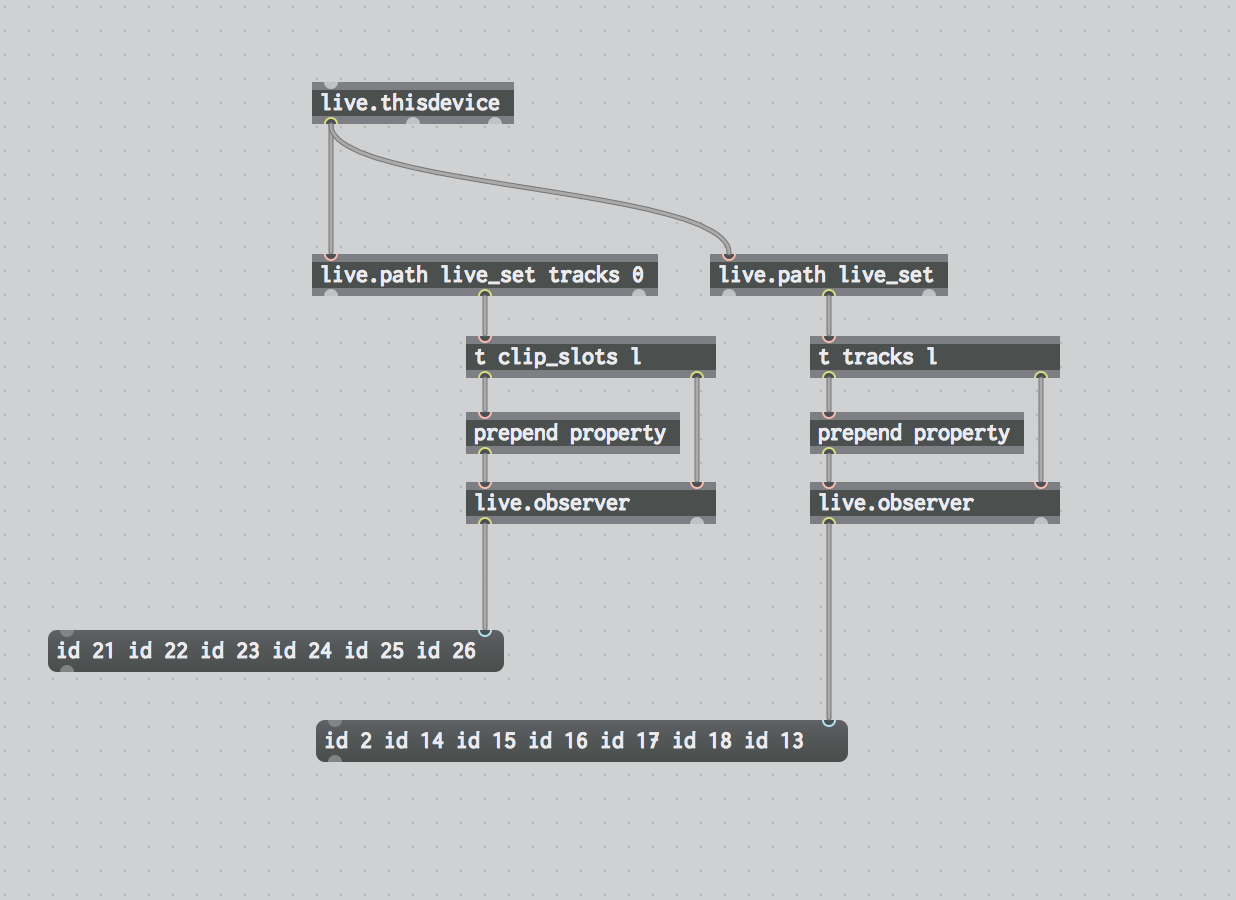 live.thisdevice
live.path live_set tracks 0
live.path live_set
t clip_slots l
t tracks l
prepend property
prepend property
live.observer
live.observer
id 21 id 22 id 23 id 24 id 25 id 26
id 2 id 14 id 15 id 16 id 17 id 18 id 13